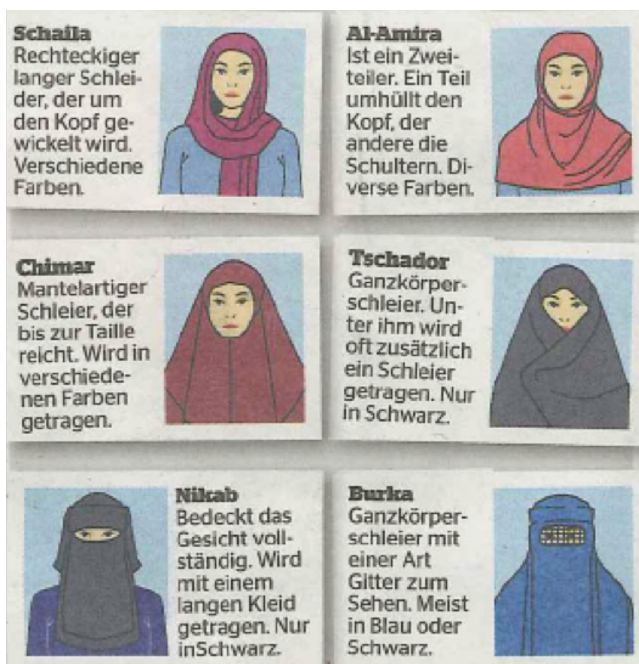 Schaila
Rechteckiger
langer Schlei-
der, der um
den Kopf ge-
wickelt wird.
Verschiedene
Farben.
Al-Amira
Ist ein Zwei-
teiler. Ein Teil
umhüllt den
Kopf, der
andere die
Schultern. Di-
verse Farben.
Chimar
Mantelartiger
Schleier, der
bis zur Taille
reicht. Wird in
verschiede-
nen Farben
getragen.
Tschador
Ganzkörper-
schleier. Un-
ter ihm wird
oft zusätzlich
ein Schleier
getragen. Nur
in Schwarz.
Nikab
Bedeckt das
Gesicht voll-
ständig. Wird
mit einem
langen Kleid
getragen. Nur
inSchwarz.
Burka
Ganzkörper-
schleier mit
einer Art
Gitter zum
Sehen. Meist
in Blau oder
Schwarz.